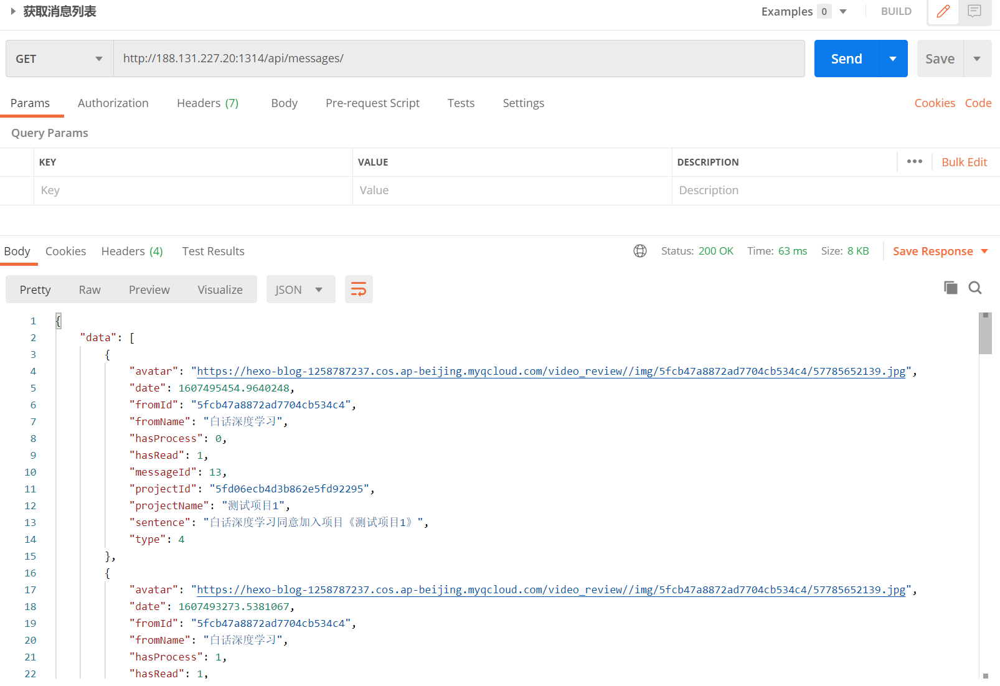 获取消息列表 Examples 0 BUILD
GET http://188.131.227.20:1314/api/messages/ Send Save
Params Authorization Headers (7) Body Pre-request Script Tests Settings Cookies Code
Query Params
KEY VALUE DESCRIPTION ••• Bulk Edit
Key Value Description
Body Cookies Headers (4) Test Results Status: 200 OK Time: 63 ms Size: 8 KB Save Response
Pretty Raw Preview Visualize JSON
1 {
2 "data": [
3 {
4 "avatar": "https://hexo-blog-1258787237.cos.ap-beijing.myqcloud.com/video_review//img/5fcb47a8872ad7704cb534c4/57785652139.jpg",
5 "date": 1607495454.9640248,
6 "fromId": "5fcb47a8872ad7704cb534c4",
7 "fromName": "白话深度学习",
8 "hasProcess": 0,
9 "hasRead": 1,
10 "messageId": 13,
11 "projectId": "5fd06ecb4d3b862e5fd92295",
12 "projectName": "测试项目1",
13 "sentence": "白话深度学习同意加入项目《测试项目1》",
14 "type": 4
15 },
16 {
17 "avatar": "https://hexo-blog-1258787237.cos.ap-beijing.myqcloud.com/video_review//img/5fcb47a8872ad7704cb534c4/57785652139.jpg",
18 "date": 1607493273.5381067,
19 "fromId": "5fcb47a8872ad7704cb534c4",
20 "fromName": "白话深度学习",
21 "hasProcess": 1,
22 "hasRead": 1,